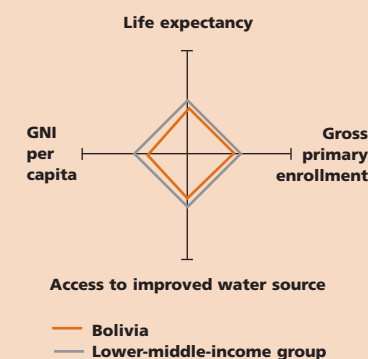 Life expectancy
GNI
per
capita
Gross
primary
enrollment
Access to improved water source
Bolivia
Lower-middle-income group